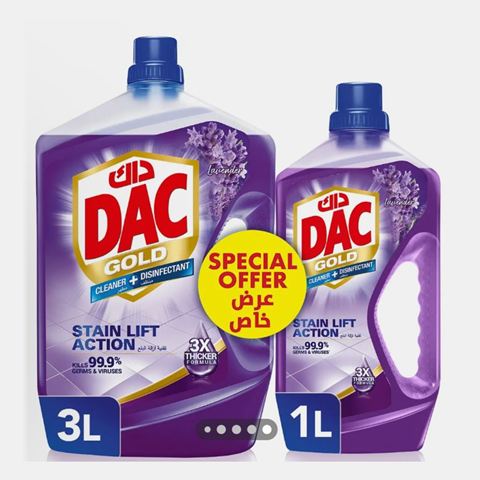 lavender
داك
DAC
GOLD
CLEANER + DISINFECTANT
STAIN LIFT
ACTION
KILLS 99.9%
GERMS & VIRUSES
3X
THICKER
FORMULA
3L
SPECIAL
OFFER
عرض
خاص
lavender
داك
DAC
GOLD
CLEANER + DISINFECTANT
STAIN LIFT
ACTION
KILLS 99.9%
GERMS & VIRUSES
3X
THICKER
FORMULA
1L